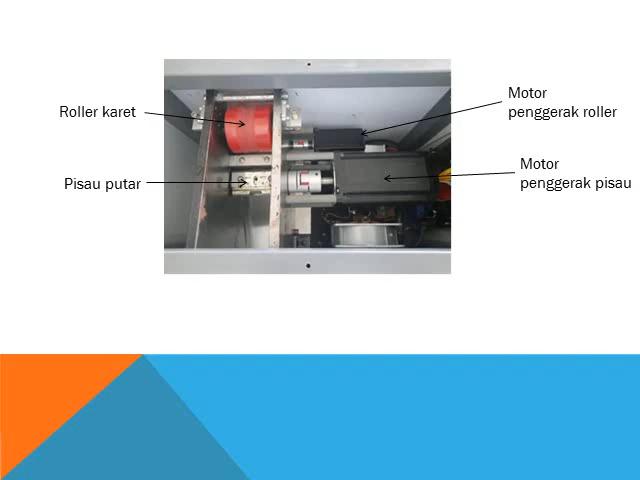 Roller karet
Pisau putar
Motor
penggerak roller
Motor
penggerak pisau